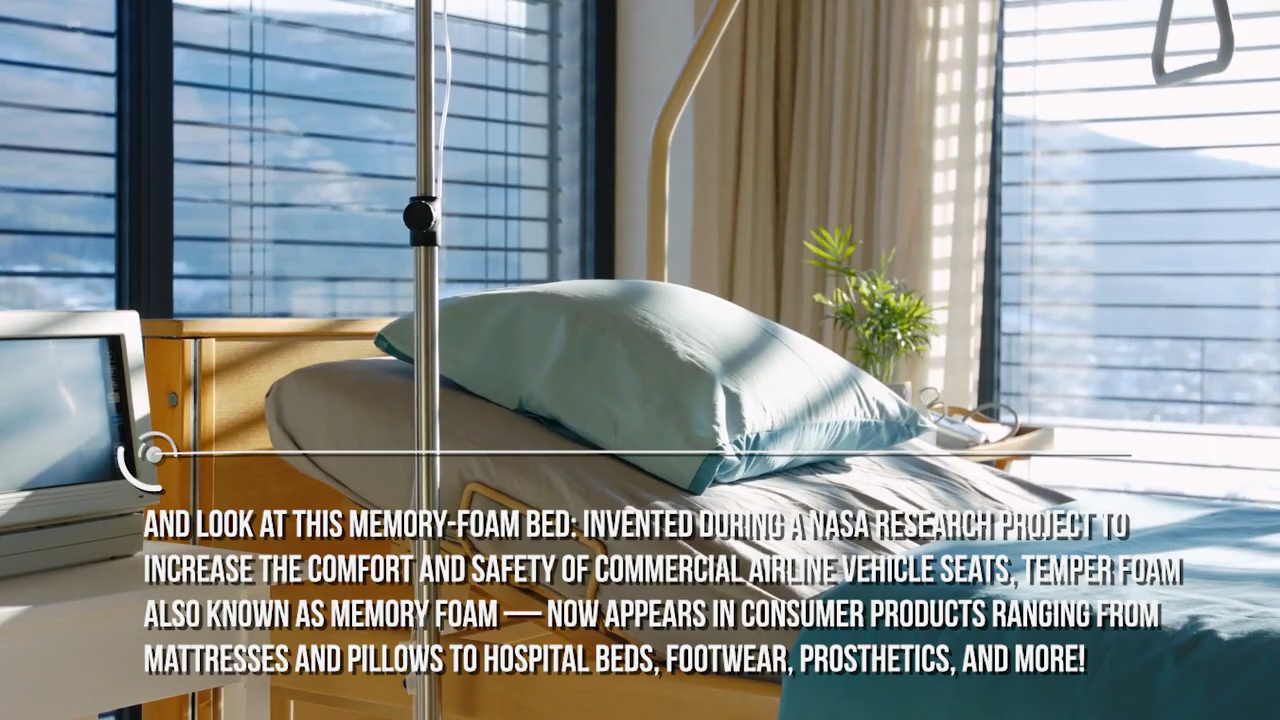 AND LOOK AT THIS MEMORY-FOAM BED: INVENTED DURING A NASA RESEARCH PROJECT TO
INCREASE THE COMFORT AND SAFETY OF COMMERCIAL AIRLINE VEHICLE SEATS, TEMPER FOAM
ALSO KNOWN AS MEMORY FOAM — NOW APPEARS IN CONSUMER PRODUCTS RANGING FROM
MATTRESSES AND PILLOWS TO HOSPITAL BEDS, FOOTWEAR, PROSTHETICS, AND MORE!